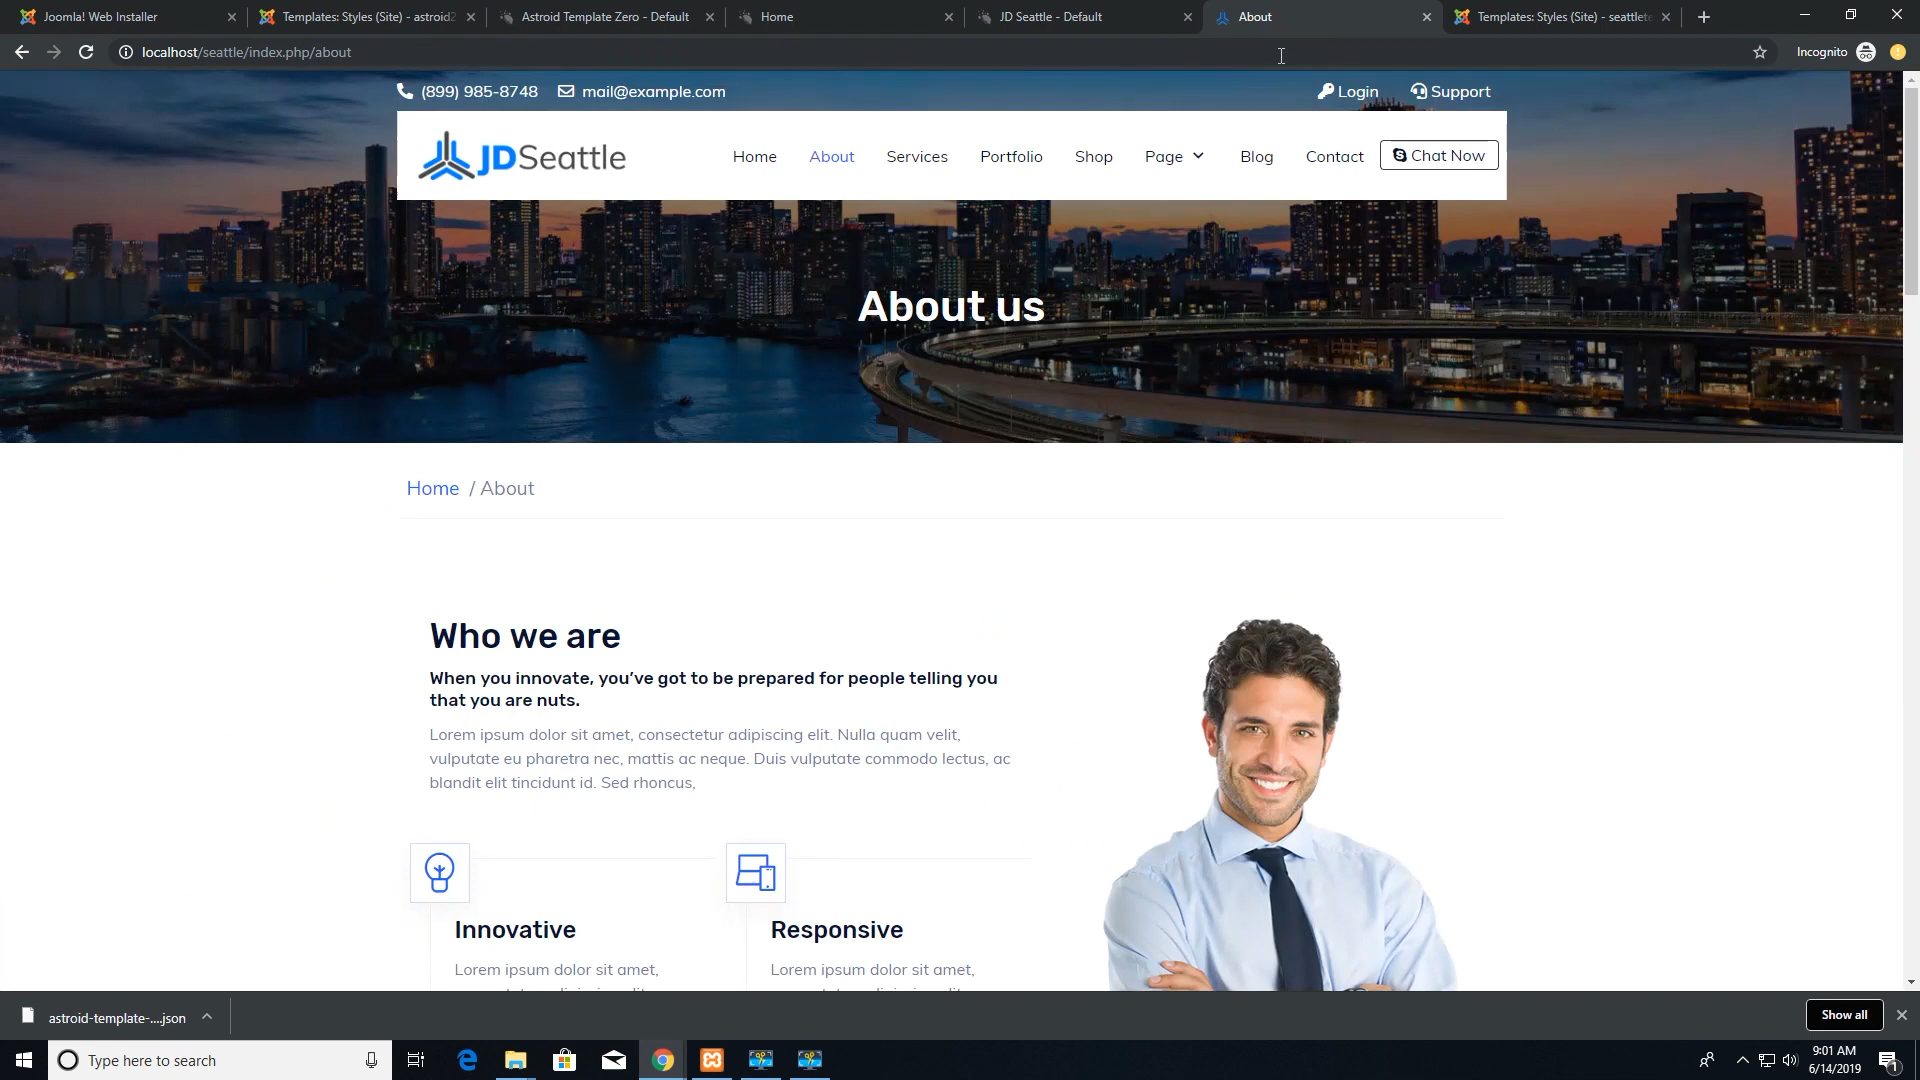 Joomla! Web Installer
Templates: Styles (Site) - astroid2
Astroid Template Zero - Default
Home
JD Seattle - Default
About
Templates: Styles (Site) - seattlete
localhost/seattle/index.php/about
Incognito
(899) 985-8748
mail@example.com
Login
Support
JDSeattle
Home
About
Services
Portfolio
Shop
Page
Blog
Contact
Chat Now
About us
Home / About
Who we are
When you innovate, you’ve got to be prepared for people telling you
that you are nuts.
Lorem ipsum dolor sit amet, consectetur adipiscing elit. Nulla quam velit,
vulputate eu pharetra nec, mattis ac neque. Duis vulputate commodo lectus, ac
blandit elit tincidunt id. Sed rhoncus,
Innovative
Responsive
Lorem ipsum dolor sit amet,
Lorem ipsum dolor sit amet,
astroid-template-....json
Show all
Type here to search
9:01 AM
6/14/2019
1